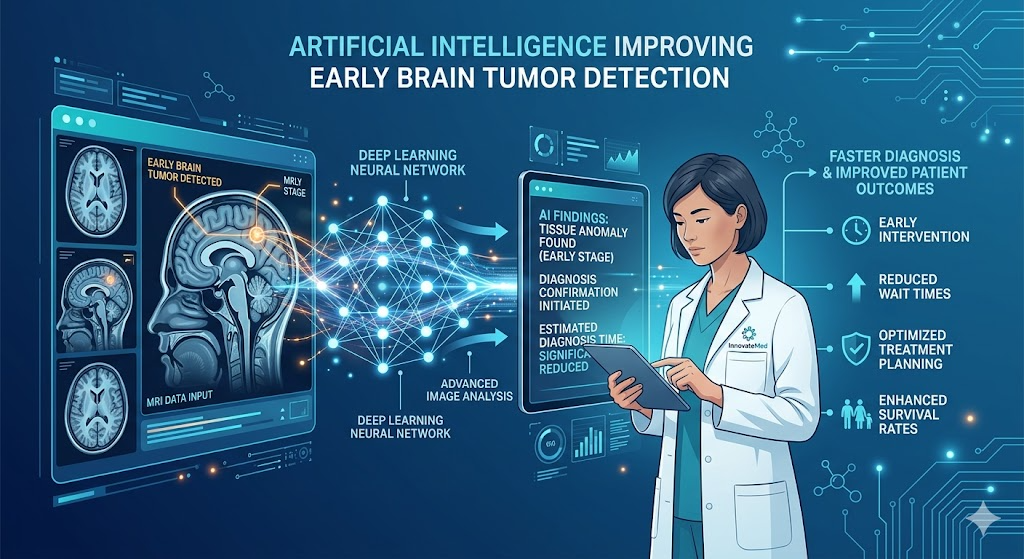 ARTIFICIAL INTELLIGENCE IMPROVING
EARLY BRAIN TUMOR DETECTION
EARLY BRAIN
TUMOR DETECTED
MRLY
STAGE
MRI DATA INPUT
DEEP LEARNING
NEURAL NETWORK
DEEP LEARNING
NEURAL NETWORK
ADVANCED
IMAGE ANALYSIS
AI FINDINGS:
TISSUE ANOMALY
FOUND
(EARLY STAGE)
DIAGNOSIS
CONFIRMATION
INITIATED
ESTIMATED
DIAGNOSIS TIME:
SIGNIFICA
REDUCED
InnovateMed
FASTER DIAGNOSIS
& IMPROVED PATIENT
OUTCOMES
EARLY
INTERVENTION
REDUCED
WAIT TIMES
OPTIMIZED
TREATMENT
PLANNING
ENHANCED
SURVIVAL
RATES